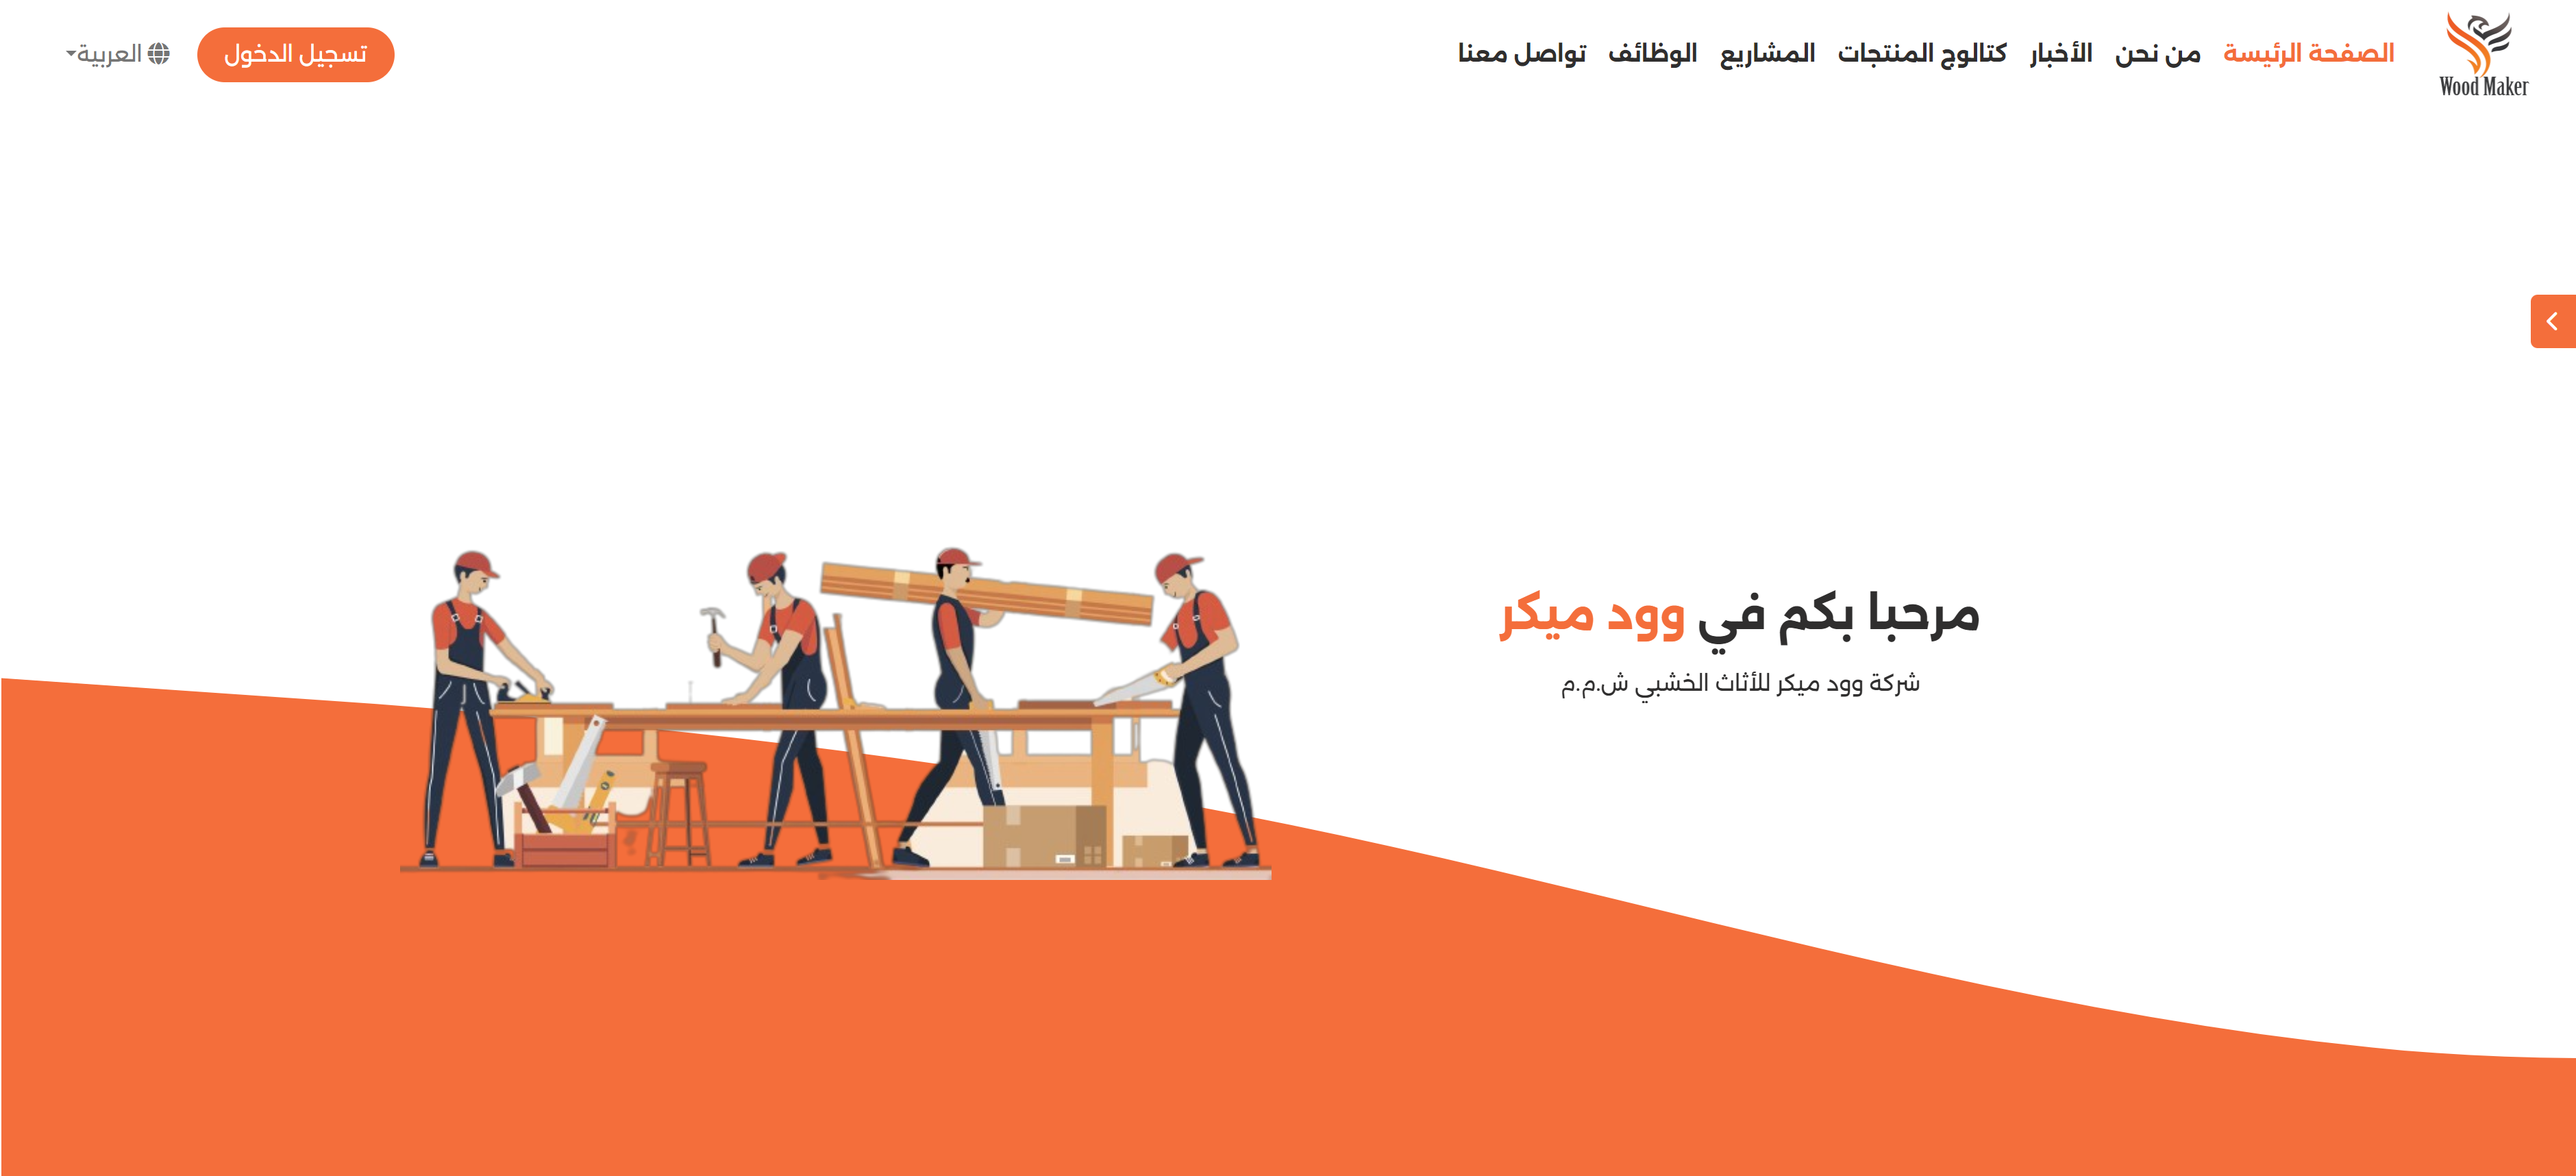 Wood Maker
الصفحة الرئيسة من نحن الأخبار كتالوج المنتجات المشاريع الوظائف تواصل معنا
تسجيل الدخول
العربية
مرحبا بكم في وود ميكر
شركة وود ميكر للأثاث الخشبي ش.م.م